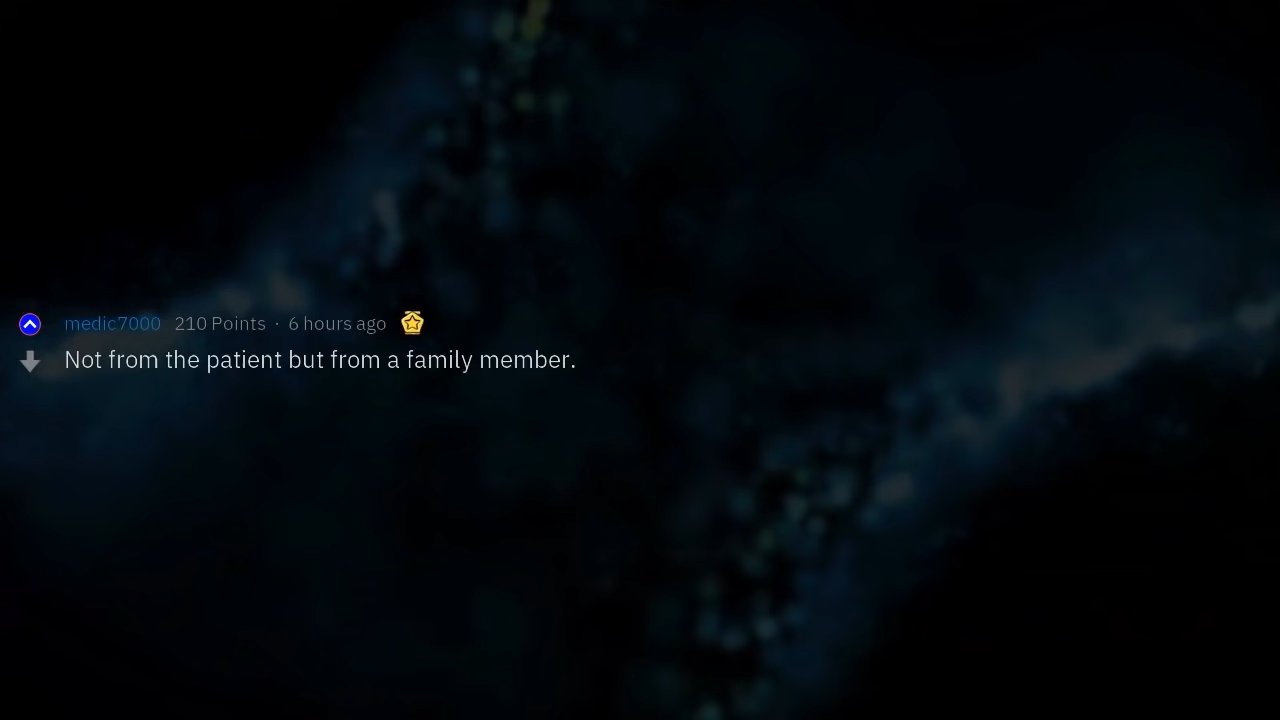 medic7000 210 Points · 6 hours ago
Not from the patient but from a family member.